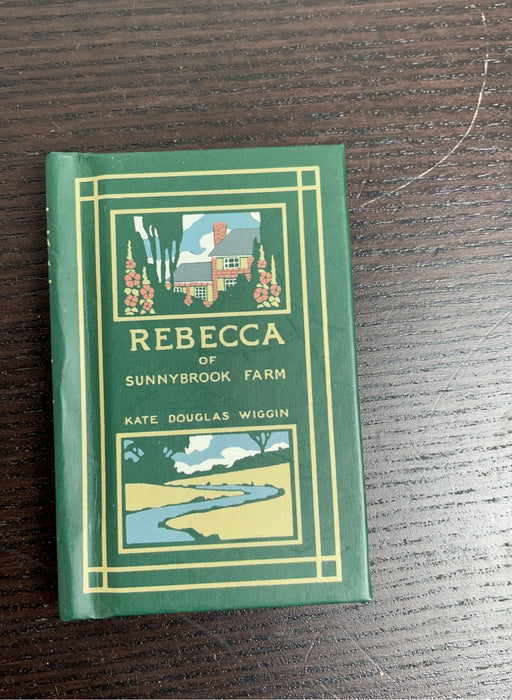 REBECCA
OF
SUNNYBROOK FARM
KATE DOUGLAS WIGGIN